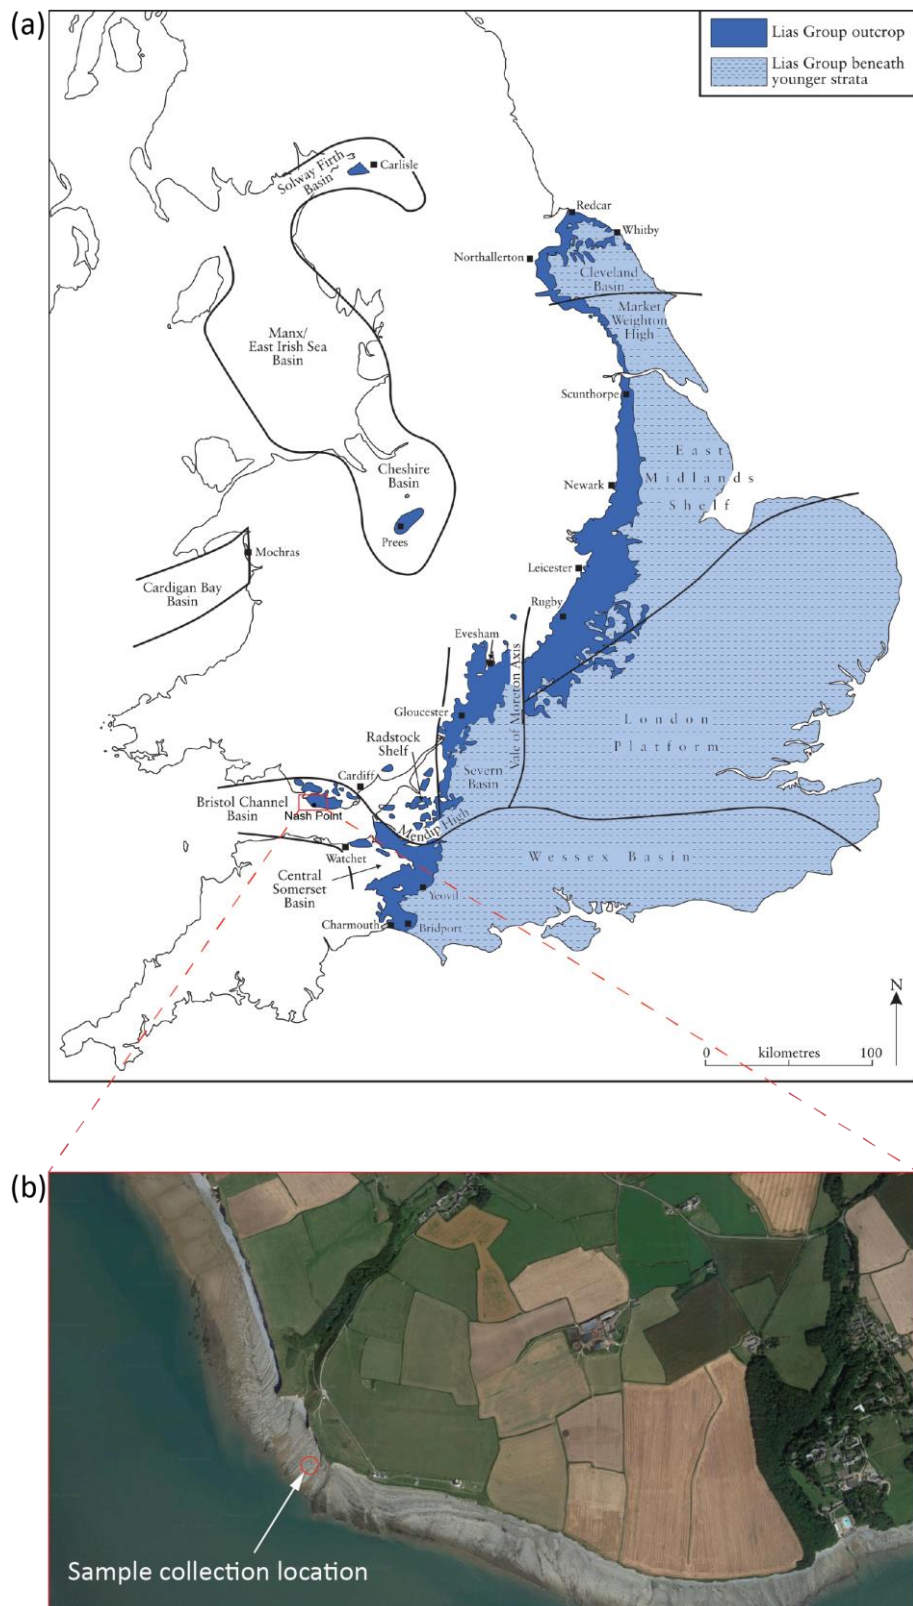 (a)
Lias Group outcrop
Lias Group beneath
younger strata
Solway Firth
Basin
Carlisle
Redcar
Whitby
Northallerton
Cleveland
Basin
Market
Weighton
High
Manx/
East Irish Sea
Basin
Scunthorpe
East
Midlands
Shelf
Cheshire
Basin
Newark
Prees
Mochras
Leicester
Cardigan Bay
Basin
Rugby
Evesham
Vale of Moreton Axis
Gloucester
London
Platform
Radstock
Shelf
Severn
Basin
Cardiff
Bristol Channel
Basin
Nash Point
Mendip High
Watchet
Wessex Basin
Central
Somerset
Basin
Yeovil
Charmouth
Bridport
N
0 kilometres 100
(b)
Sample collection location